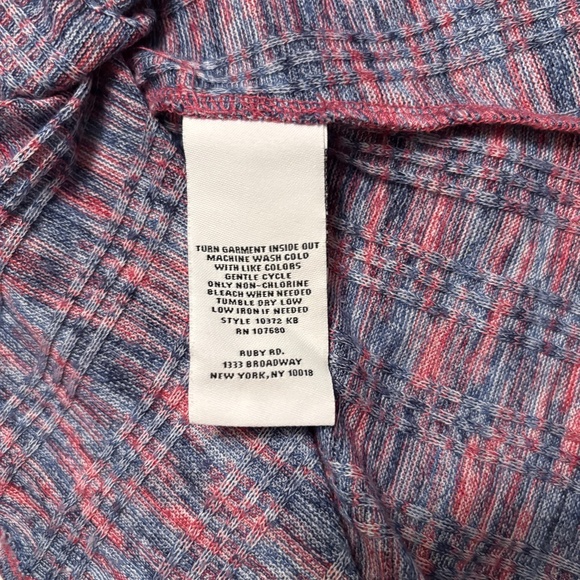 TURN GARMENT INSIDE OUT
MACHINE WASH COLD
WITH LIKE COLORS
GENTLE CYCLE
ONLY NON-CHLORINE
BLEACH WHEN NEEDED
TUMBLE DRY LOW
LOW IRON IF NEEDED
STYLE 10372 KB
RN 107680
RUBY RD.
1333 BROADWAY
NEW YORK, NY 10018